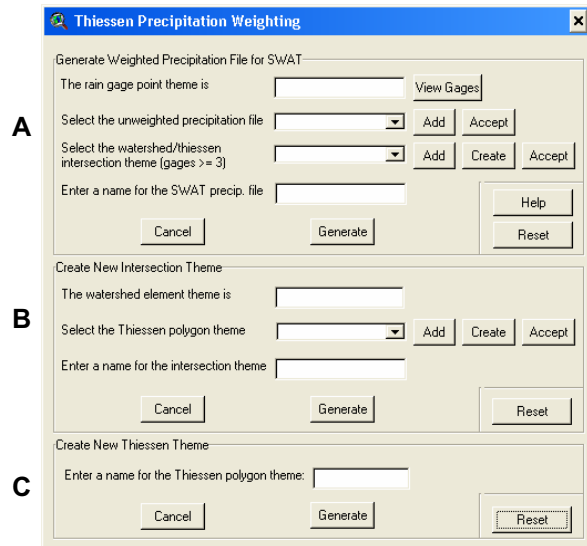 Thiessen Precipitation Weighting
A
Generate Weighted Precipitation File for SWAT
The rain gage point theme is View Gages
Select the unweighted precipitation file Add Accept
Select the watershed/thiessen
intersection theme (gages >= 3) Add Create Accept
Enter a name for the SWAT precip. file
Help
Cancel Generate
Reset
B
Create New Intersection Theme
The watershed element theme is
Select the Thiessen polygon theme Add Create Accept
Enter a name for the intersection theme
Cancel Generate Reset
C
Create New Thiessen Theme
Enter a name for the Thiessen polygon theme:
Cancel Generate Reset